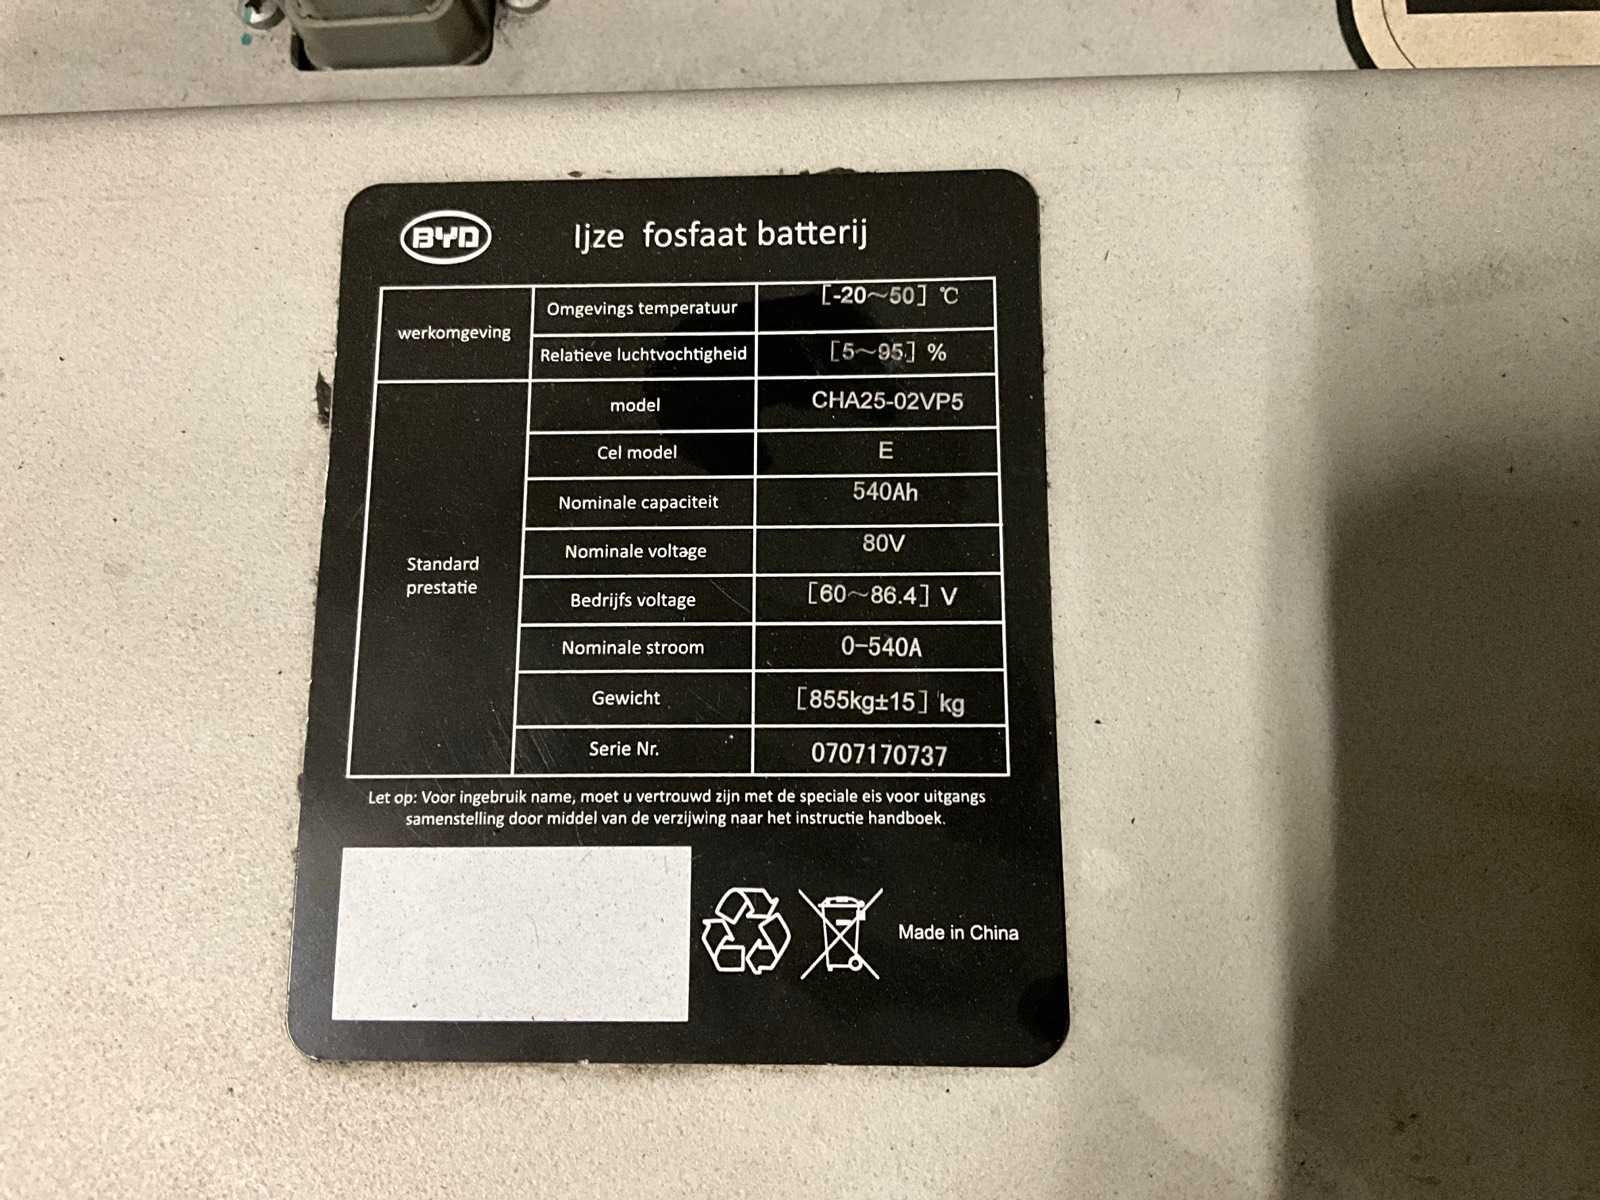 BYD
Ijze fosfaat batterij
werkomgeving
Omgevings temperatuur
[-20～50] ℃
Relatieve luchtvochtigheid
[5～95] %
Standard
prestatie
model
CHA25-02VP5
Cel model
E
Nominale capaciteit
540Ah
Nominale voltage
80V
Bedrijfs voltage
[60～86.4] V
Nominale stroom
0-540A
Gewicht
[855kg±15] kg
Serie Nr.
0707170737
Let op: Voor ingebruik name, moet u vertrouwd zijn met de speciale eis voor uitgangs
samenstelling door middel van de verzijwing naar het instructie handboek.
Made in China